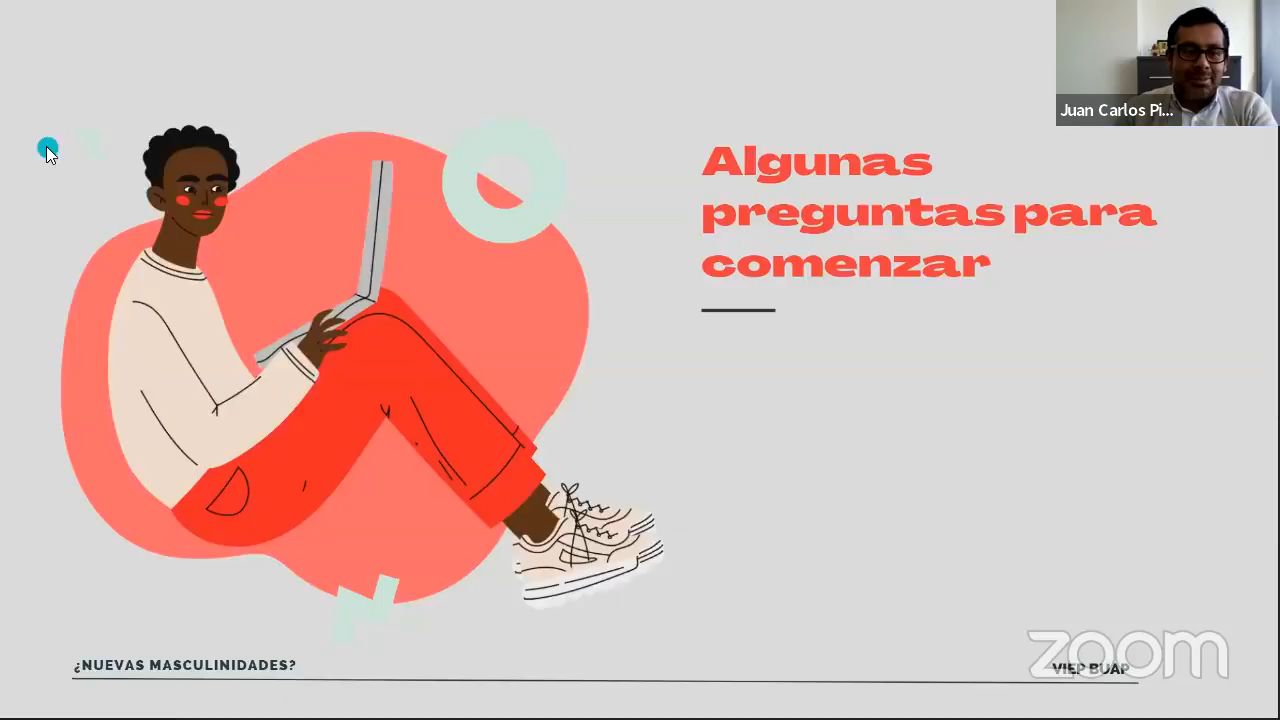 Juan Carlos Pi...
Algunas
preguntas para
comenzar
¿NUEVAS MASCULINIDADES?
VIEP BUAP
zoom